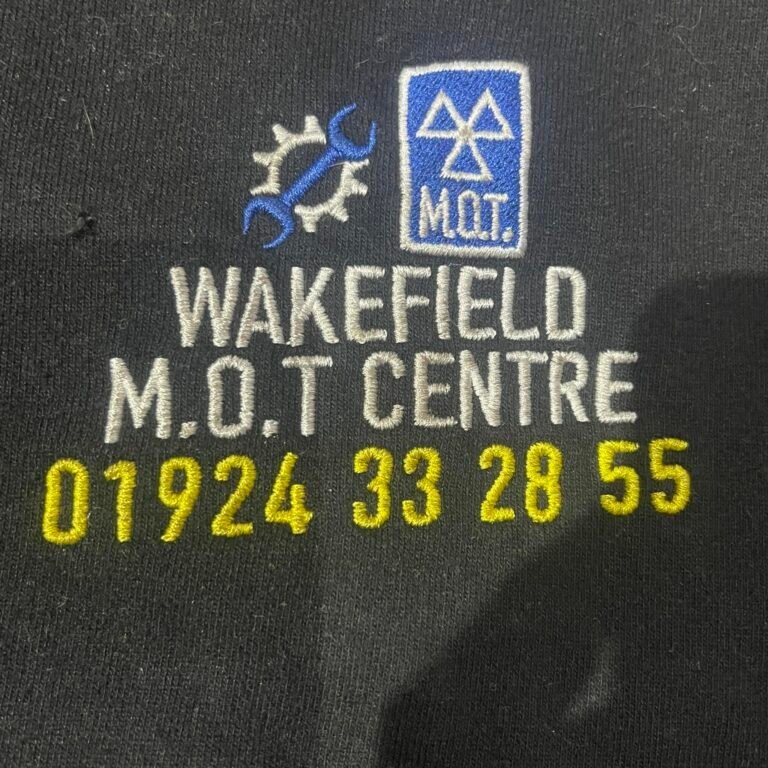 M.O.T.
WAKEFIELD
M.O.T CENTRE
01924 33 28 55